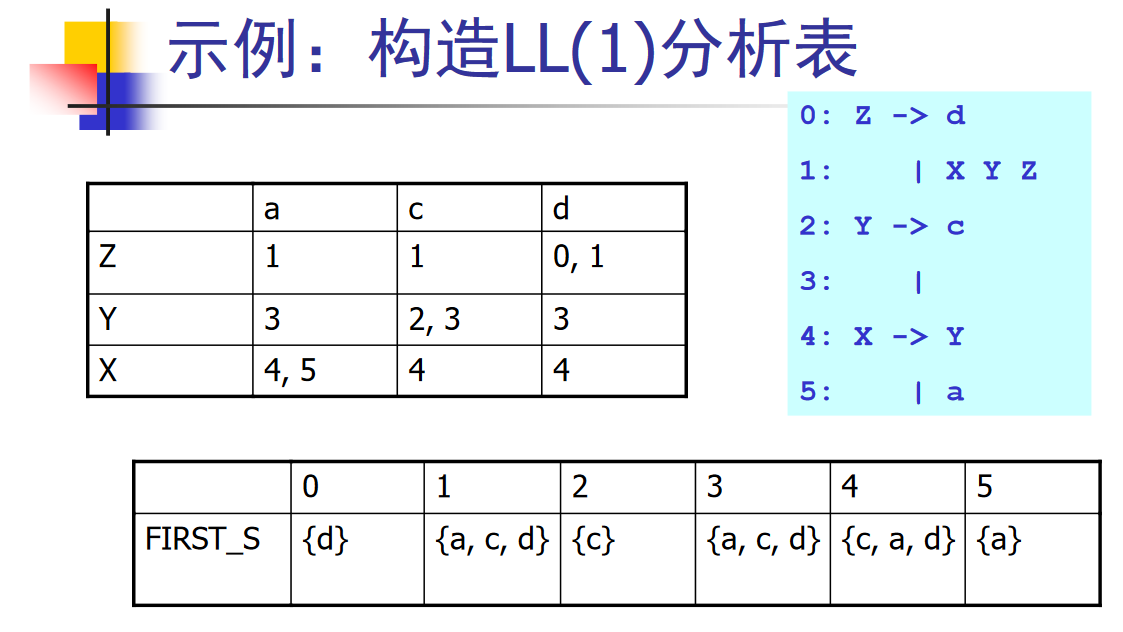 示例：构造LL(1)分析表
0: Z -> d
1: | X Y Z
2: Y -> c
3: |
4: X -> Y
5: | a
a c d
Z 1 1 0, 1
Y 3 2, 3 3
X 4, 5 4 4
0 1 2 3 4 5
FIRST_S {d} {a, c, d} {c} {a, c, d} {c, a, d} {a}